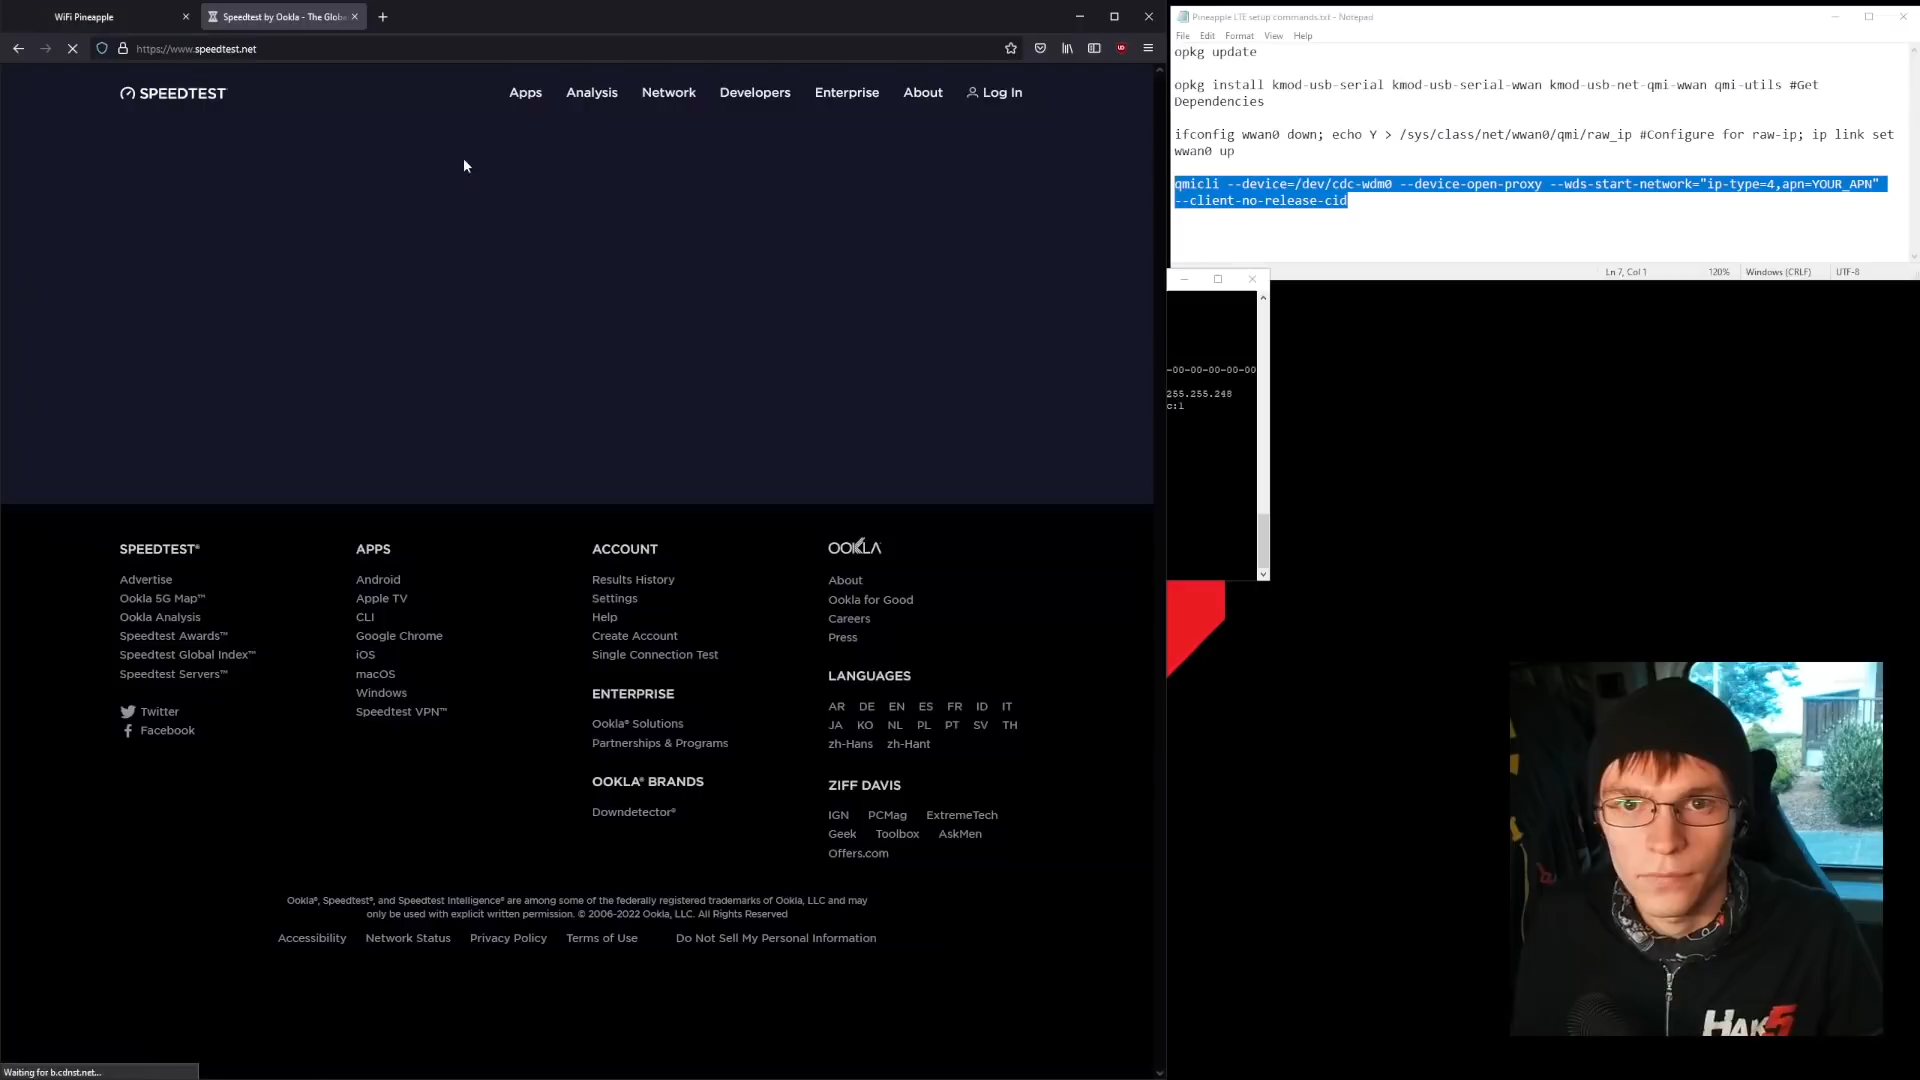 WiFi Pineapple
Speedtest by Ookla - The Globa
https://www.speedtest.net
SPEEDTEST
Apps Analysis Network Developers Enterprise About Log In
SPEEDTEST®
Advertise
Ookla 5G Map™
Ookla Analysis
Speedtest Awards™
Speedtest Global Index™
Speedtest Servers™
Twitter
Facebook
APPS
Android
Apple TV
CLI
Google Chrome
iOS
macOS
Windows
Speedtest VPN™
ACCOUNT
Results History
Settings
Help
Create Account
Single Connection Test
ENTERPRISE
Ookla® Solutions
Partnerships & Programs
OOKLA® BRANDS
Downdetector®
OOKLA
About
Ookla for Good
Careers
Press
LANGUAGES
AR DE EN ES FR ID IT
JA KO NL PL PT SV TH
zh-Hans zh-Hant
ZIFF DAVIS
IGN PCMag ExtremeTech
Geek Toolbox AskMen
Offers.com
Ookla®, Speedtest®, and Speedtest Intelligence® are among some of the federally registered trademarks of Ookla, LLC and may
only be used with explicit written permission. © 2006-2022 Ookla, LLC. All Rights Reserved
Accessibility Network Status Privacy Policy Terms of Use Do Not Sell My Personal Information
Waiting for b.cdnst.net...
Pineapple LTE setup commands.txt - Notepad
File Edit Format View Help
opkg update
opkg install kmod-usb-serial kmod-usb-serial-wwan kmod-usb-net-qmi-wwan qmi-utils #Get
Dependencies
ifconfig wwan0 down; echo Y > /sys/class/net/wwan0/qmi/raw_ip #Configure for raw-ip; ip link set
wwan0 up
qmicli --device=/dev/cdc-wdm0 --device-open-proxy --wds-start-network="ip-type=4,apn=YOUR_APN"
--client-no-release-cid
Ln 7, Col 1 120% Windows (CRLF) UTF-8
-00-00-00-00-00
255.255.248
c:1
HAK5